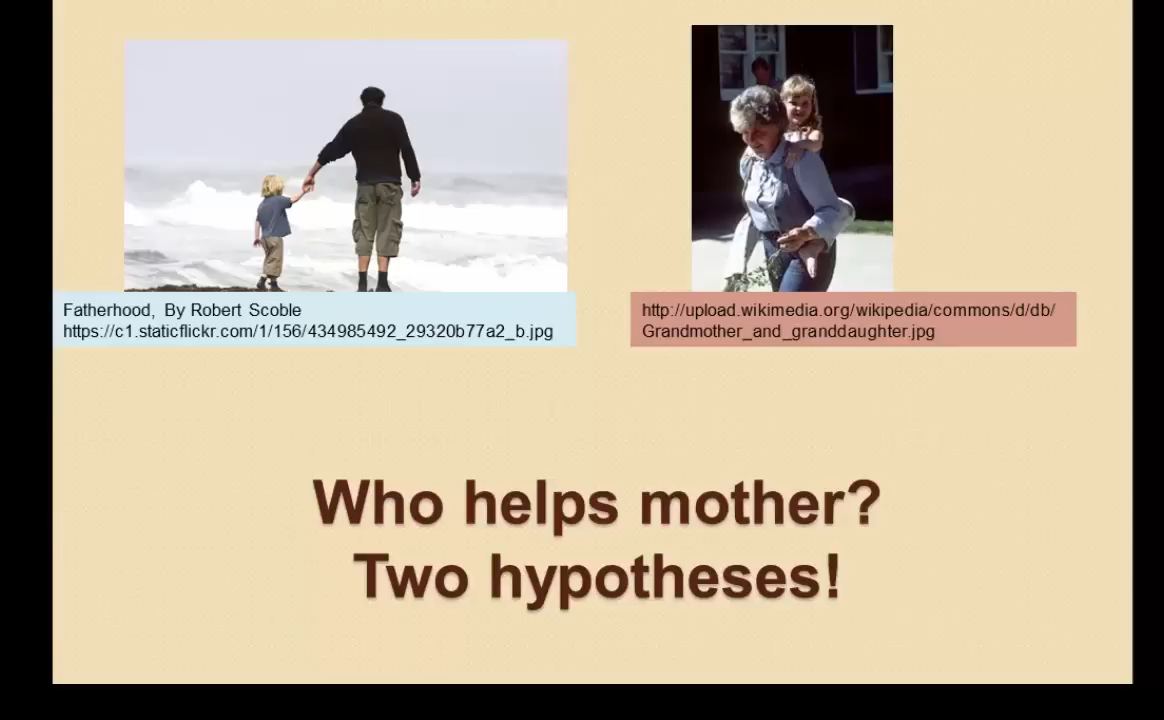 Fatherhood, By Robert Scoble
https://c1.staticflickr.com/1/156/434985492_29320b77a2_b.jpg
http://upload.wikimedia.org/wikipedia/commons/d/db/
Grandmother_and_granddaughter.jpg
Who helps mother?
Two hypotheses!